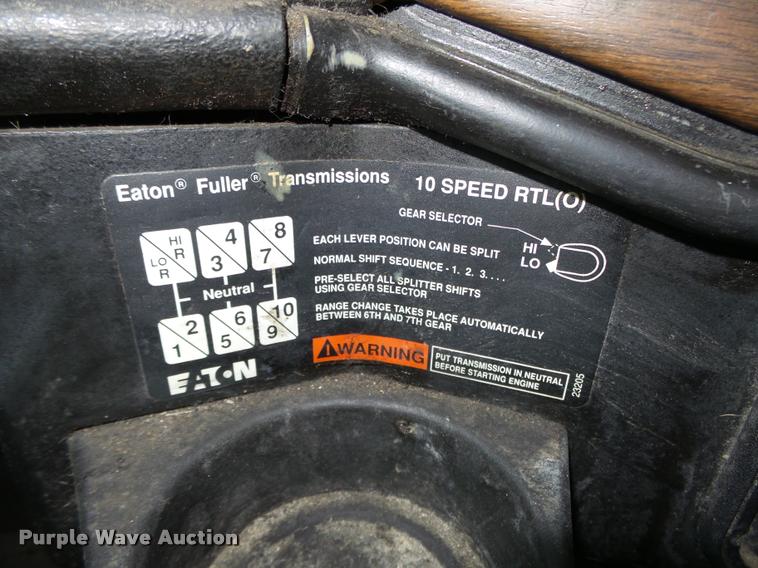 Eaton® Fuller® Transmissions 10 SPEED RTL(O)
GEAR SELECTOR
HI
LO
HI
R
LO
R
4
3
8
7
Neutral
2
1
6
5
10
9
EACH LEVER POSITION CAN BE SPLIT
NORMAL SHIFT SEQUENCE - 1. 2. 3. . . .
PRE-SELECT ALL SPLITTER SHIFTS
USING GEAR SELECTOR
RANGE CHANGE TAKES PLACE AUTOMATICALLY
BETWEEN 6TH AND 7TH GEAR
WARNING
PUT TRANSMISSION IN NEUTRAL
BEFORE STARTING ENGINE
EATON
23205
Purple Wave Auction